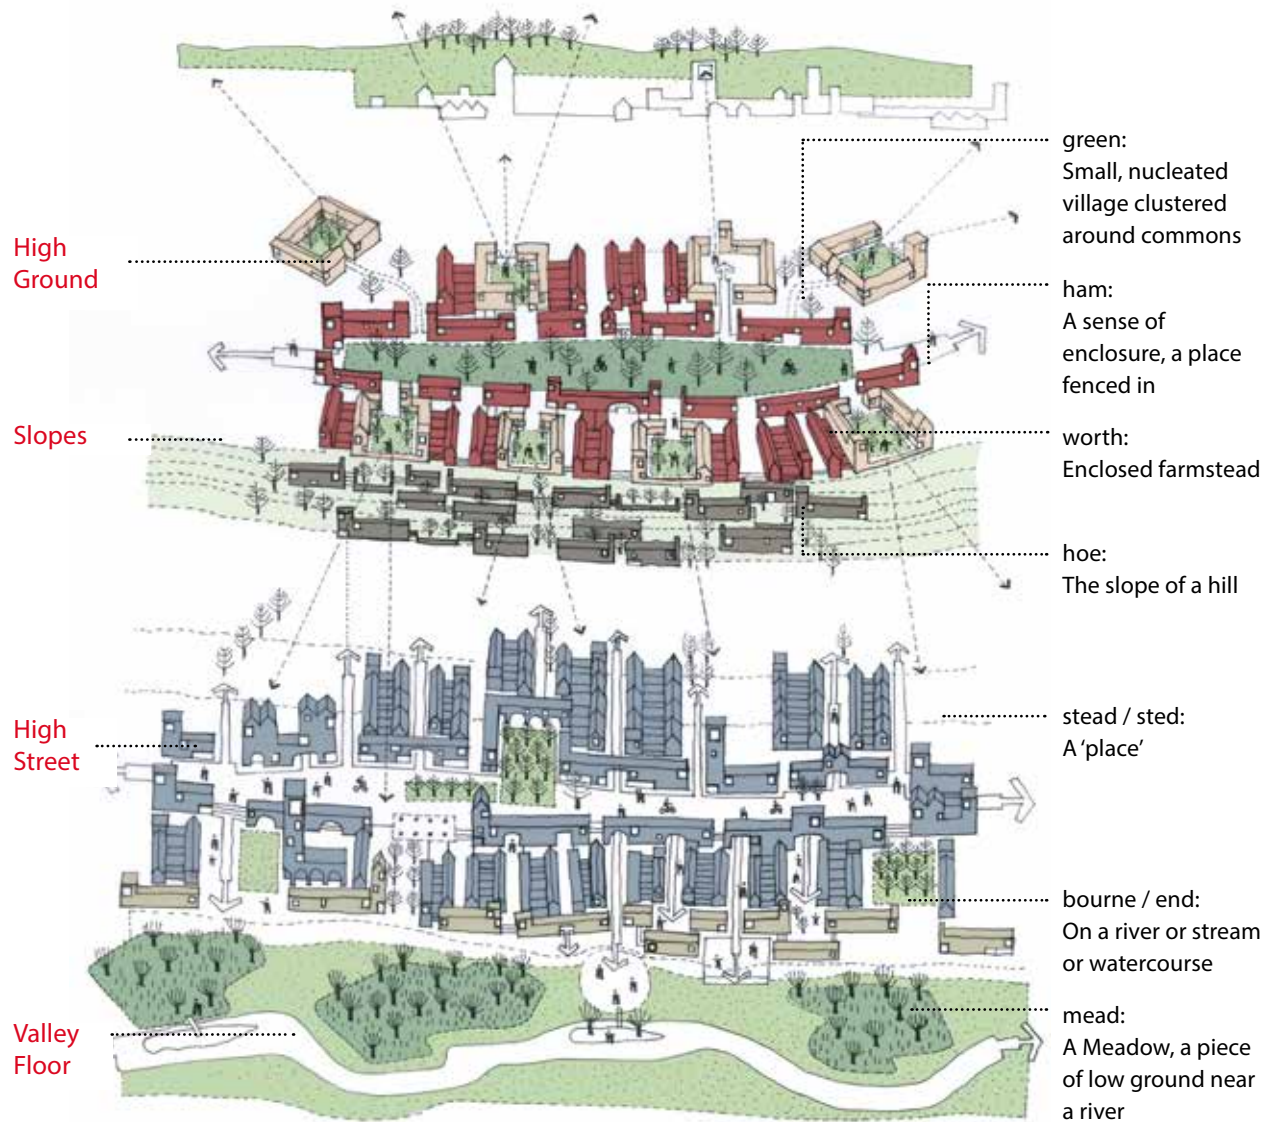 High
Ground
Slopes
High
Street
Valley
Floor
green:
Small, nucleated
village clustered
around commons
ham:
A sense of
enclosure, a place
fenced in
worth:
Enclosed farmstead
hoe:
The slope of a hill
stead / sted:
A ‘place’
bourne / end:
On a river or stream
or watercourse
mead:
A Meadow, a piece
of low ground near
a river